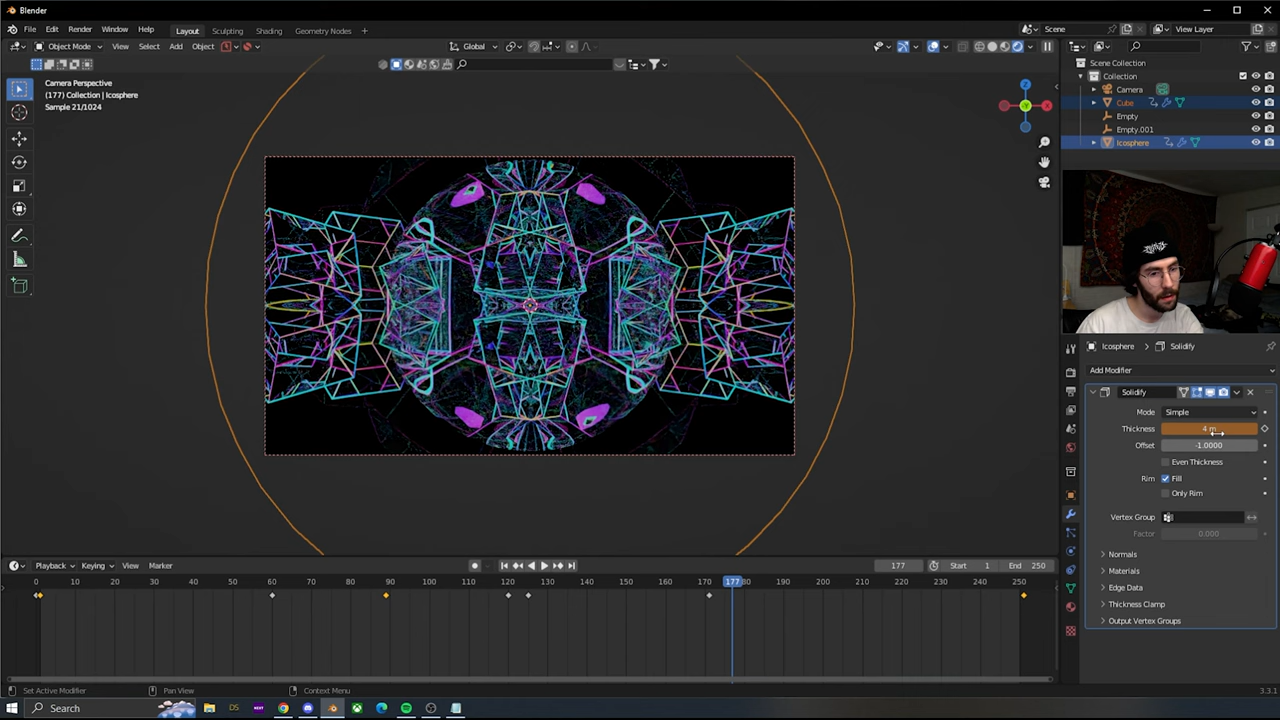 Blender
File Edit Render Window Help Layout Sculpting Shading Geometry Nodes Scene View Layer
Object Mode View Select Add Object Global
Camera Perspective
(177) Collection | Icosphere
Sample 21/1024
Z
X
Y
Scene Collection
Collection
Camera
Cube
Empty
Empty.001
Icosphere
Icosphere > Solidify
Add Modifier
Solidify
Mode Simple
Thickness 4 m
Offset -1.0000
Even Thickness
Rim Fill
Only Rim
Vertex Group
Factor 0.000
Normals
Materials
Edge Data
Thickness Clamp
Output Vertex Groups
Playback Keying View Marker 177 Start 1 End 250
0 10 20 30 40 50 60 70 80 90 100 110 120 130 140 150 160 170 177 180 190 200 210 220 230 240 250
Set Active Modifier Pan View Context Menu 3.3.1
Search DS NEXT